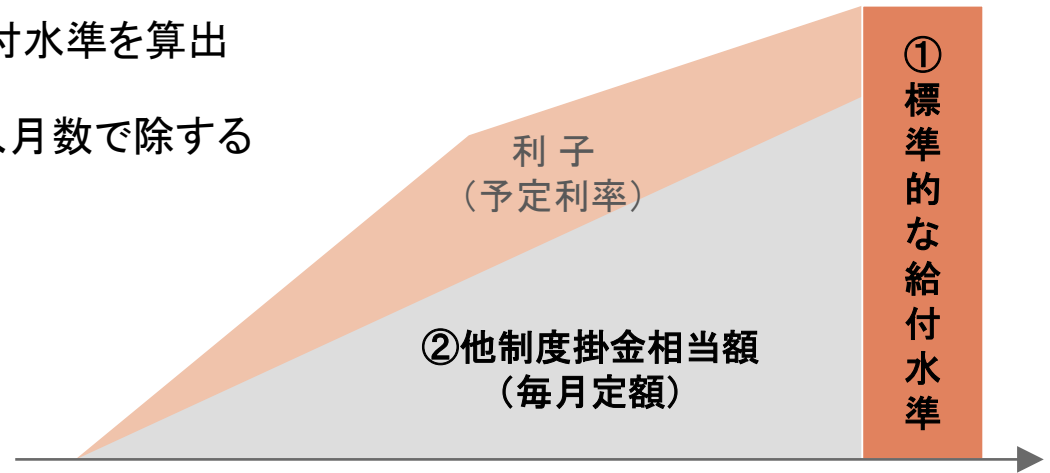 付水準を算出
月数で除する
利 子
（予定利率）
②他制度掛金相当額
（毎月定額）
①標準的な給付水準